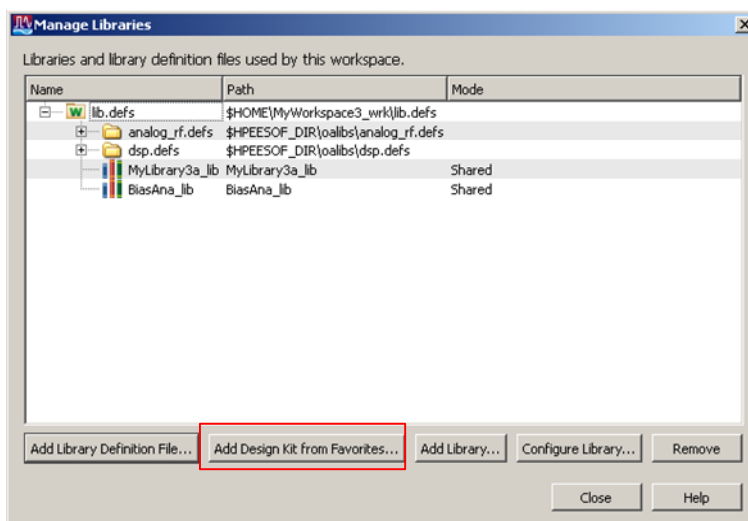 Manage Libraries
Libraries and library definition files used by this workspace.
Name Path Mode
lib.defs $HOME\MyWorkspace3_wrk\lib.defs
analog_rf.defs $HPEESOF_DIR\oalibs\analog_rf.defs
dsp.defs $HPEESOF_DIR\oalibs\dsp.defs
MyLibrary3a_lib MyLibrary3a_lib Shared
BiasAna_lib BiasAna_lib Shared
Add Library Definition File... Add Design Kit from Favorites... Add Library... Configure Library... Remove
Close Help